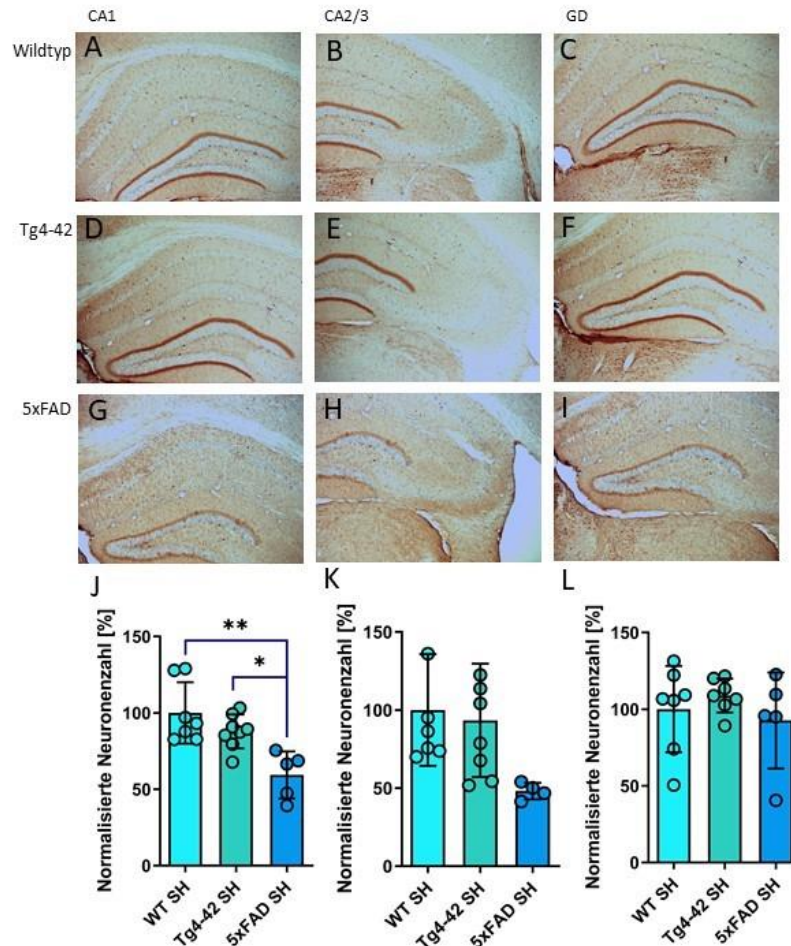 CA1 CA2/3 GD
Wildtyp
A B C
Tg4-42
D E F
5xFAD
G H I
J K L
Normalisierte Neuronenzahl [%]
150
100
50
0
**
*
WT SH
Tg4-42 SH
5xFAD SH
Normalisierte Neuronenzahl [%]
150
100
50
0
WT SH
Tg4-42 SH
5xFAD SH
Normalisierte Neuronenzahl [%]
150
100
50
0
WT SH
Tg4-42 SH
5xFAD SH